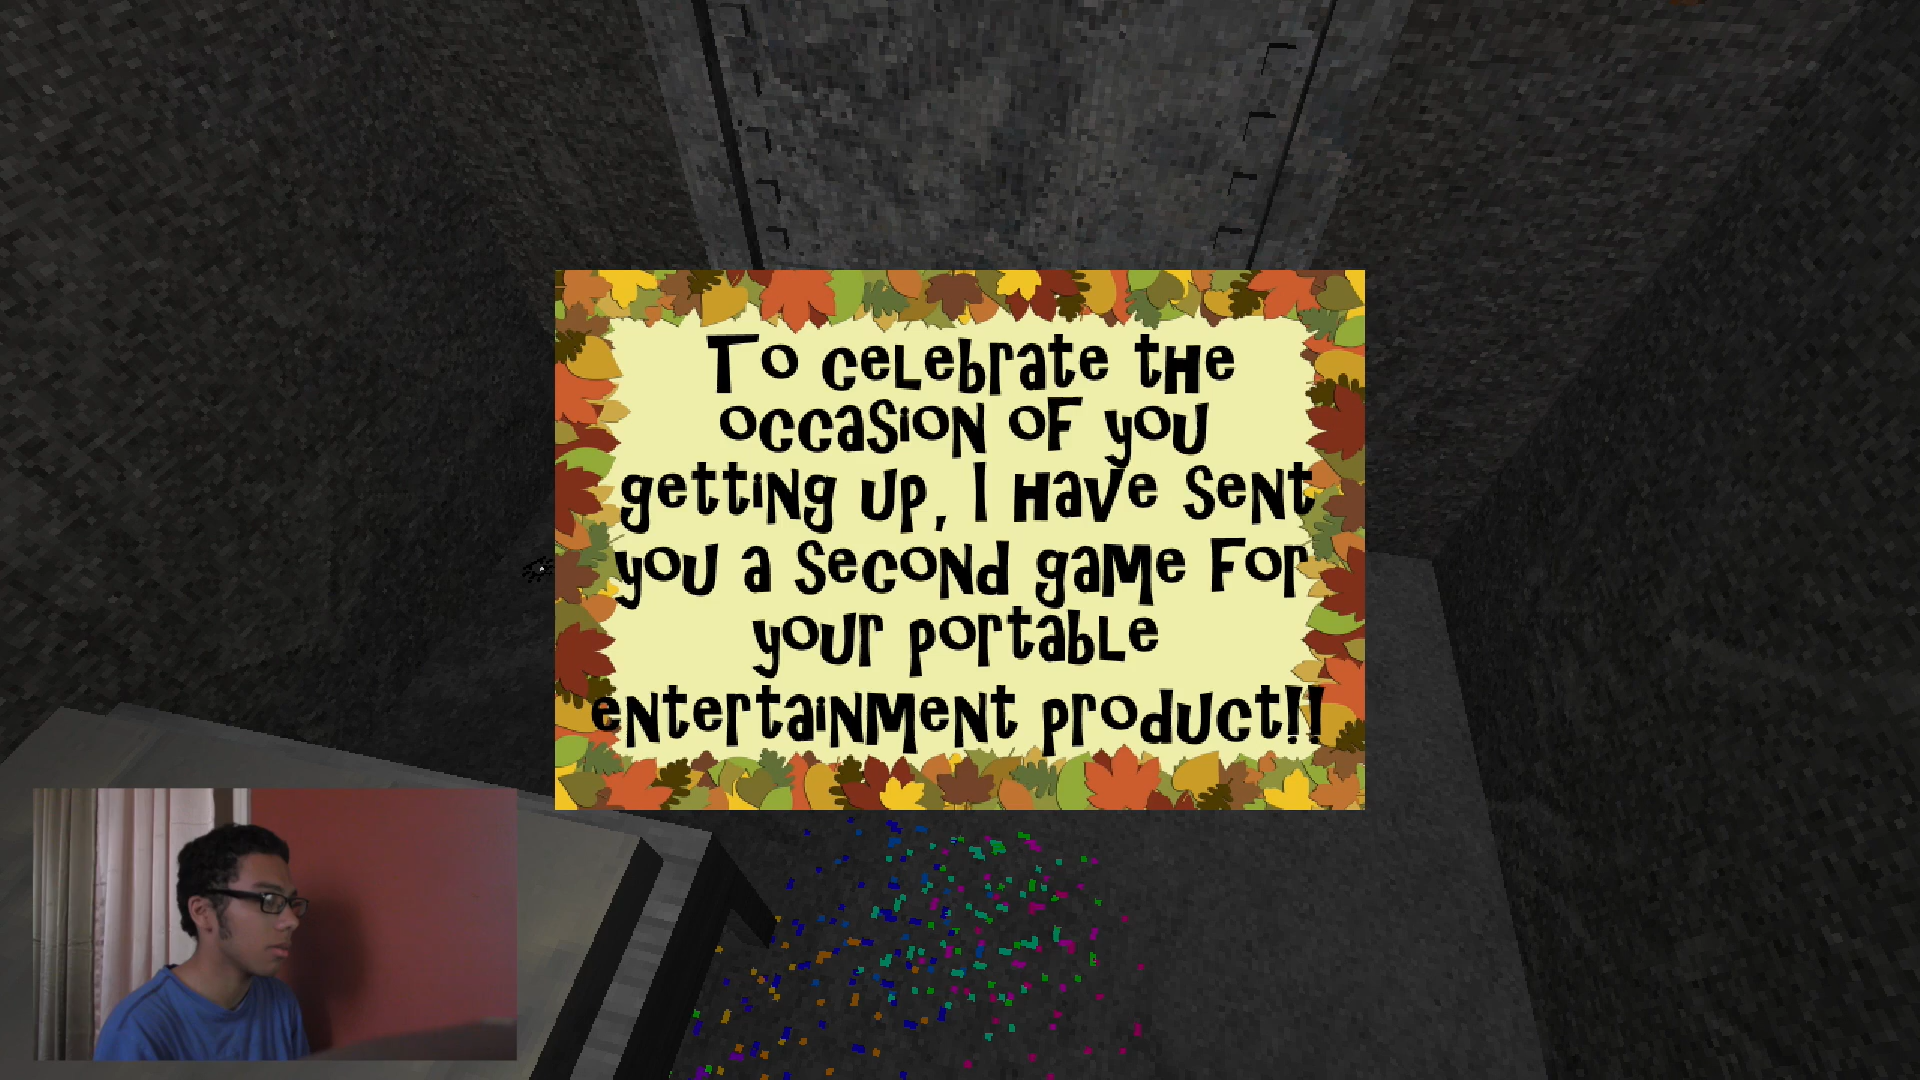 To celebrate the
occasion of you
getting up, I have sent
you a second game for
your portable
entertainment product!!